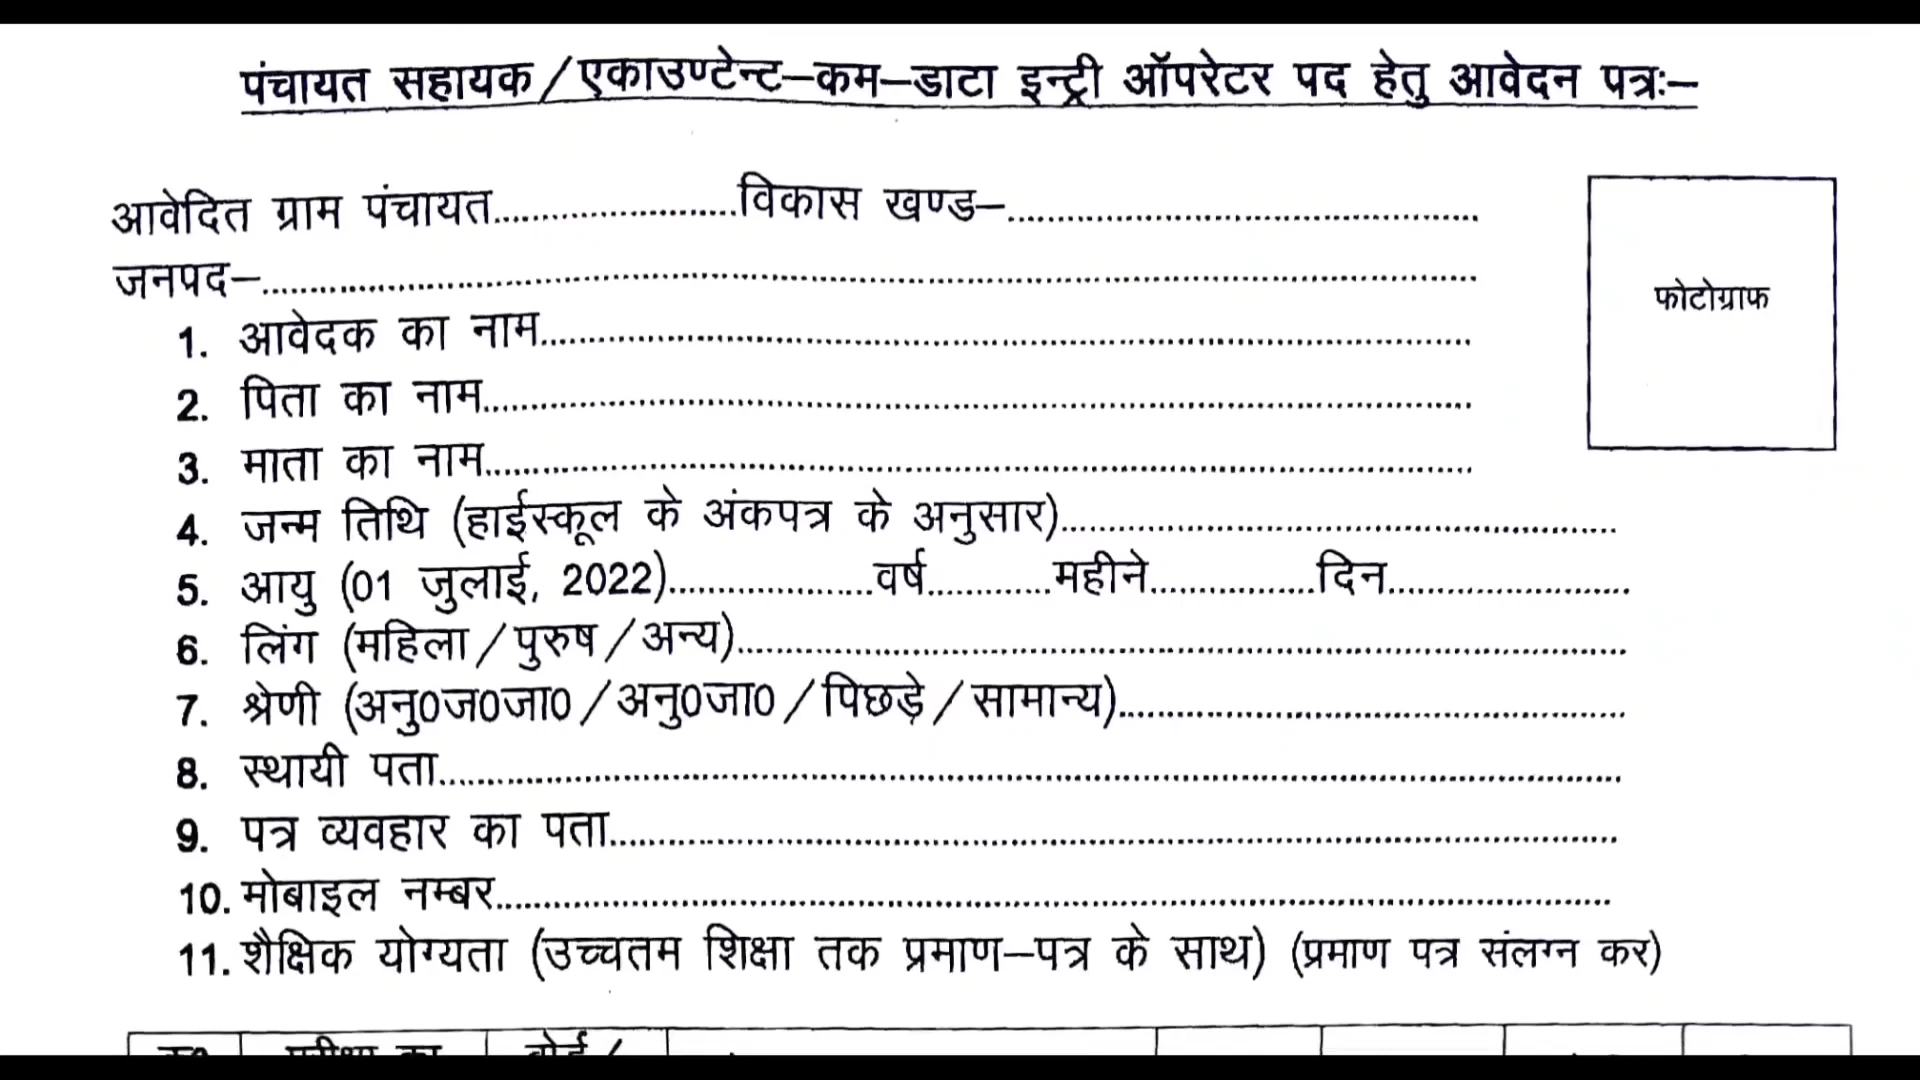 पंचायत सहायक/एकाउण्टेन्ट–कम–डाटा इन्ट्री ऑपरेटर पद हेतु आवेदन पत्रः–
आवेदित ग्राम पंचायत........................विकास खण्ड–................................................
जनपद–............................................................................................................
फोटोग्राफ
1. आवेदक का नाम................................................................................
2. पिता का नाम................................................................................
3. माता का नाम................................................................................
4. जन्म तिथि (हाईस्कूल के अंकपत्र के अनुसार)................................................
5. आयु (01 जुलाई, 2022)....................वर्ष............महीने................दिन........................
6. लिंग (महिला/पुरुष/अन्य)................................................................................
7. श्रेणी (अनु0ज0जा0/अनु0जा0/पिछड़े/सामान्य)................................................
8. स्थायी पता................................................................................
9. पत्र व्यवहार का पता................................................................................
10. मोबाइल नम्बर................................................................................
11. शैक्षिक योग्यता (उच्चतम शिक्षा तक प्रमाण–पत्र के साथ) (प्रमाण पत्र संलग्न कर)